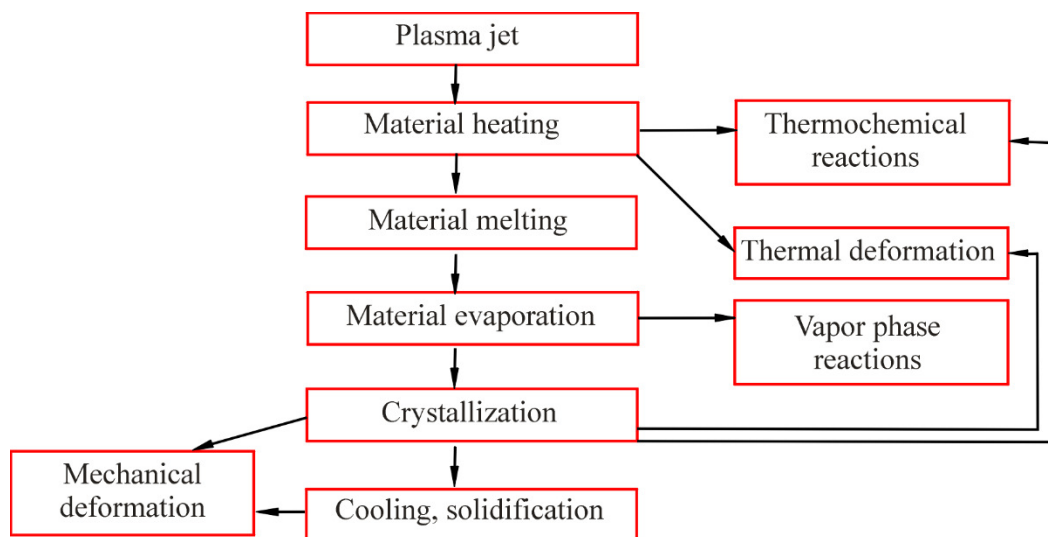 Plasma jet
Material heating
Thermochemical
reactions
Material melting
Thermal deformation
Material evaporation
Vapor phase
reactions
Crystallization
Mechanical
deformation
Cooling, solidification